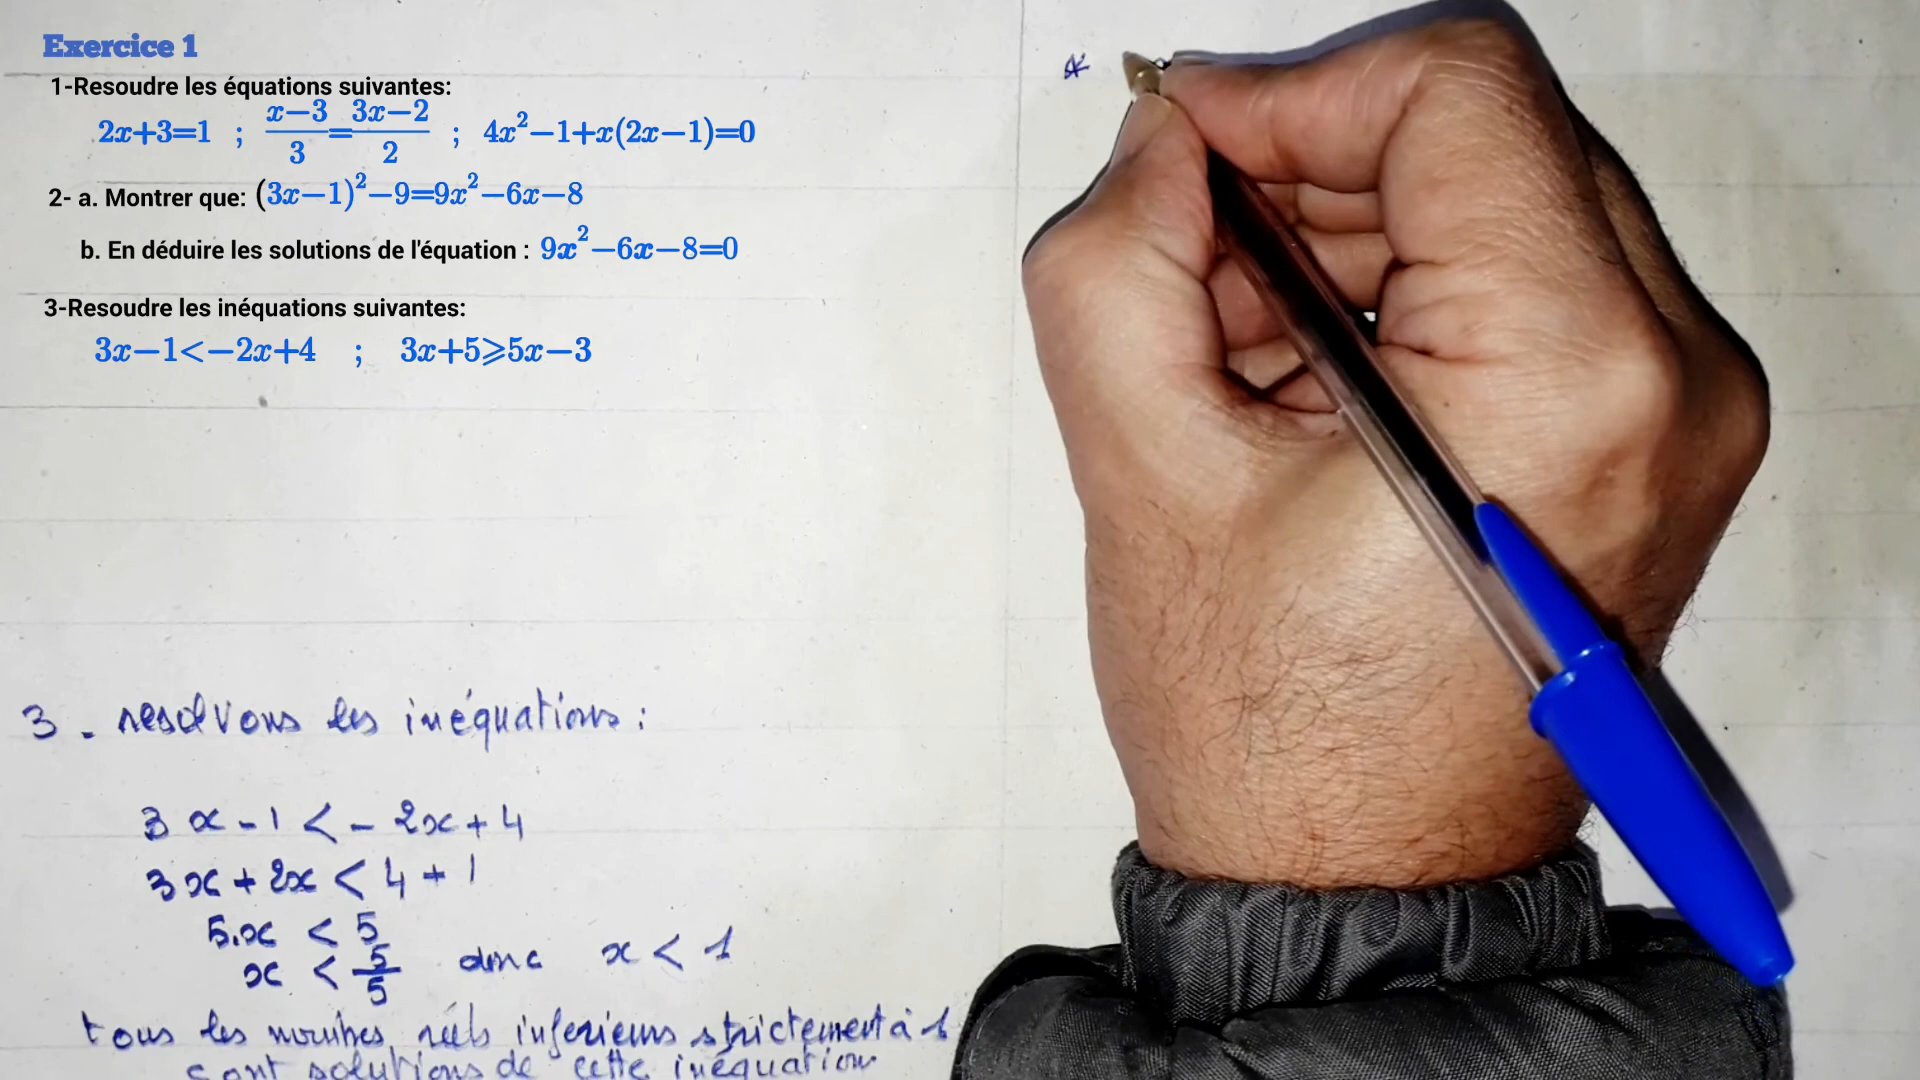 Exercice 1
1-Resoudre les équations suivantes:
2x+3=1 ; (x-3)/3=(3x-2)/2 ; 4x²-1+x(2x-1)=0
2- a. Montrer que: (3x-1)²-9=9x²-6x-8
b. En déduire les solutions de l'équation : 9x²-6x-8=0
3-Resoudre les inéquations suivantes:
3x-1<-2x+4 ; 3x+5⩾5x-3
*
3 - resolvons les inéquations :
3x-1 < -2x+4
3x+2x < 4+1
5x < 5
x < 5/5 donc x < 1
tous les nombres réels inferieurs strictement à 1
sont solutions de cette inéquation